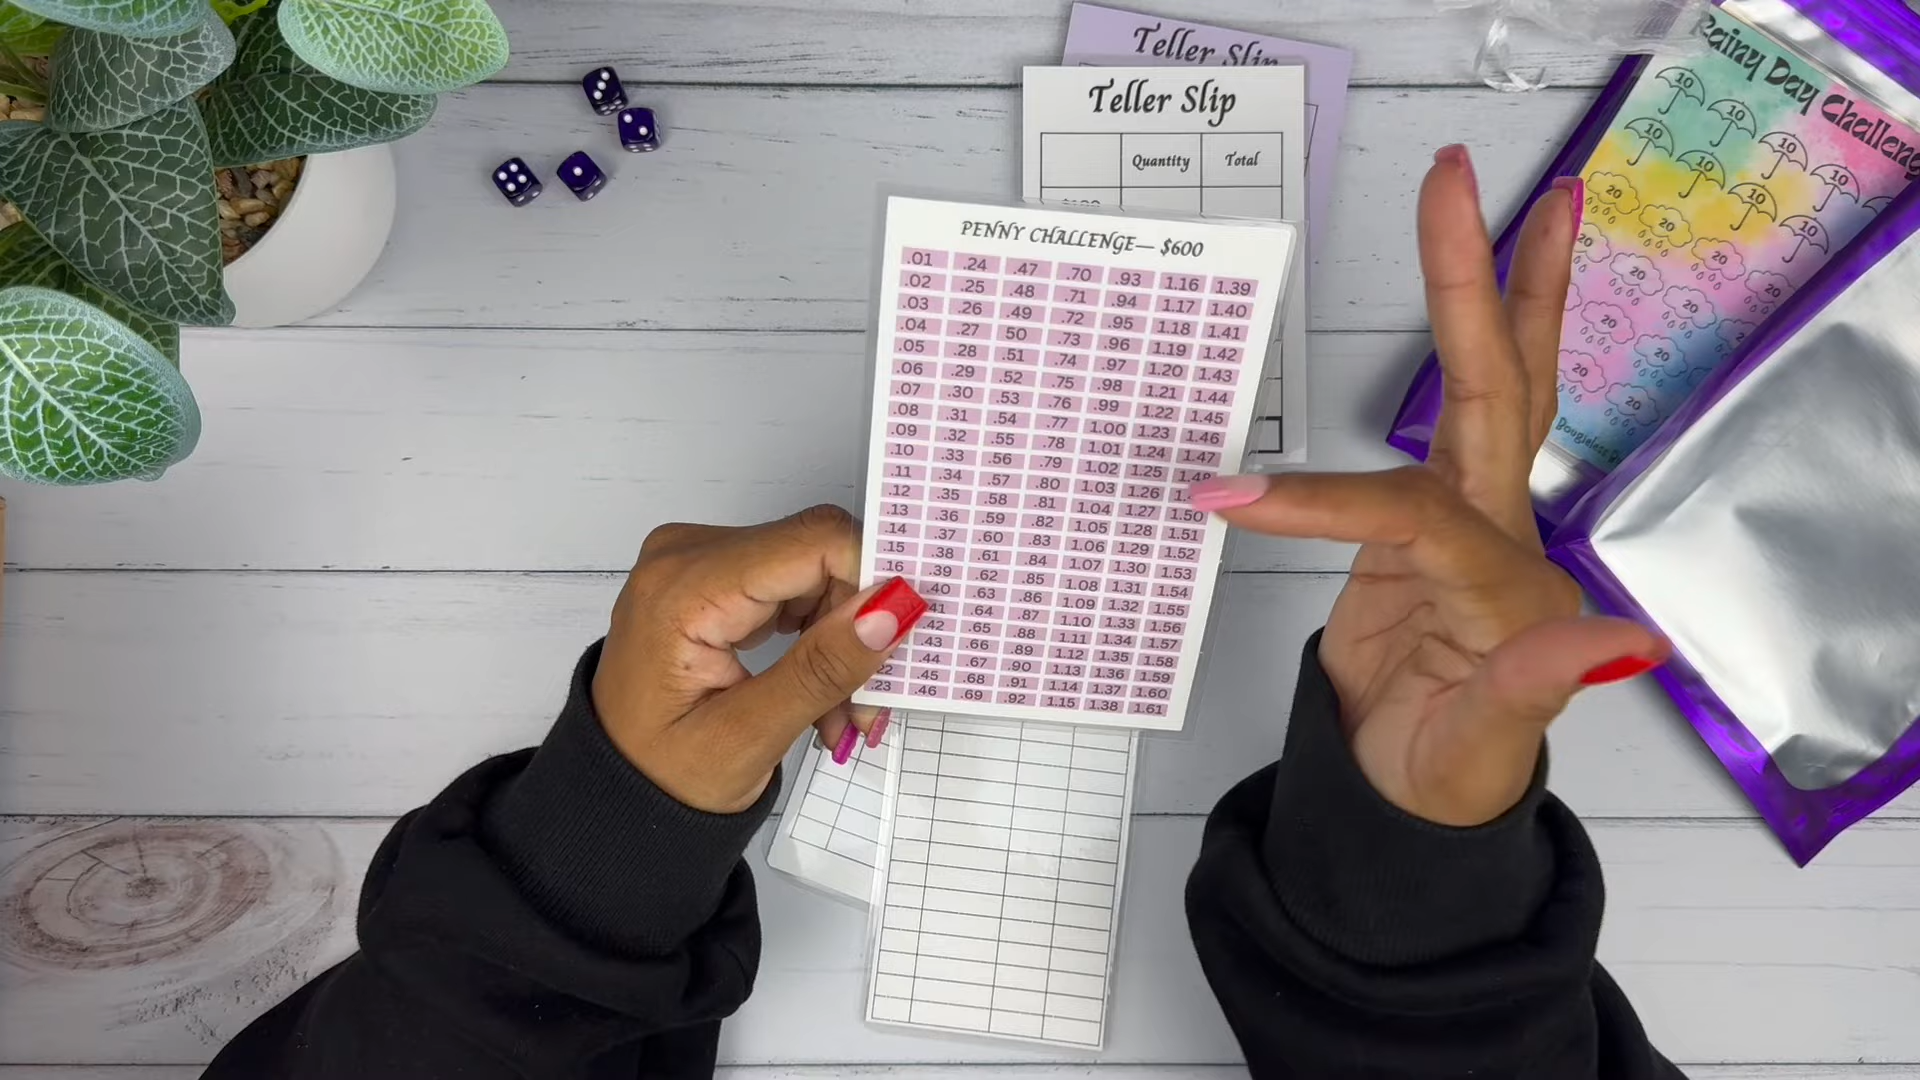 Teller Slip
Teller Slip
Quantity Total
PENNY CHALLENGE— $600
.01 .24 .47 .70 .93 1.16 1.39
.02 .25 .48 .71 .94 1.17 1.40
.03 .26 .49 .72 .95 1.18 1.41
.04 .27 50 .73 .96 1.19 1.42
.05 .28 .51 .74 .97 1.20 1.43
.06 .29 .52 .75 .98 1.21 1.44
.07 .30 .53 .76 .99 1.22 1.45
.08 .31 .54 .77 1.00 1.23 1.46
.09 .32 .55 .78 1.01 1.24 1.47
.10 .33 .56 .79 1.02 1.25 1.48
.11 .34 .57 .80 1.03 1.26
.12 .35 .58 .81 1.04 1.27 1.50
.13 .36 .59 .82 1.05 1.28 1.51
.14 .37 .60 .83 1.06 1.29 1.52
.15 .38 .61 .84 1.07 1.30 1.53
.16 .39 .62 .85 1.08 1.31 1.54
.40 .63 .86 1.09 1.32 1.55
41 .64 .87 1.10 1.33 1.56
.42 .65 .88 1.11 1.34 1.57
.43 .66 .89 1.12 1.35 1.58
.44 .67 .90 1.13 1.36 1.59
22 .45 .68 .91 1.14 1.37 1.60
.23 .46 .69 .92 1.15 1.38 1.61
Rainy Day Challenge
10 10 10 10
10 10 10 10
20 20 20 20
20 20 20
20 20
20 20